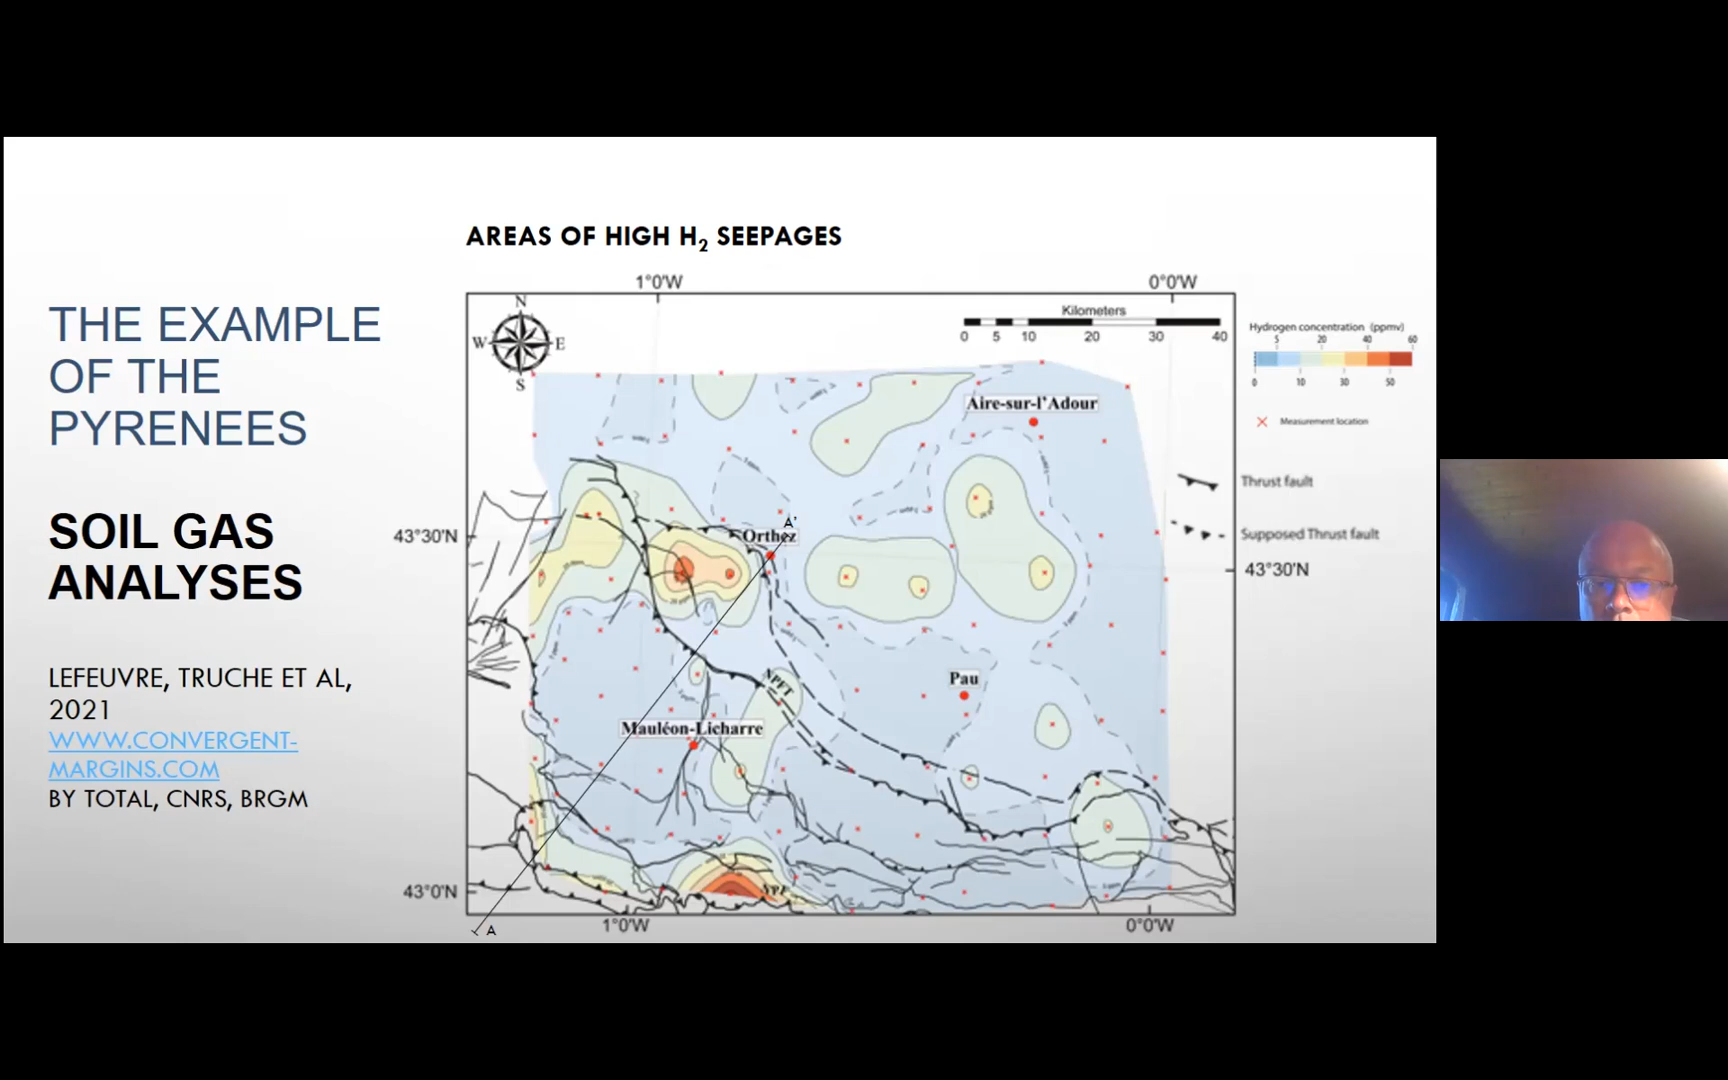 AREAS OF HIGH H2 SEEPAGES
THE EXAMPLE
OF THE
PYRENEES
SOIL GAS
ANALYSES
LEFEUVRE, TRUCHE ET AL,
2021
WWW.CONVERGENT-
MARGINS.COM
BY TOTAL, CNRS, BRGM
1°0'W
0°0'W
N
W
E
S
Kilometers
0 5 10 20 30 40
Aire-sur-l'Adour
43°30'N
A'
Orthez
43°30'N
Pau
NPFT
Mauléon-Licharre
43°0'N
A
1°0'W
0°0'W
Hydrogen concentration (ppmv)
5 20 40 60
0 10 30 50
Measurement location
Thrust fault
Supposed Thrust fault